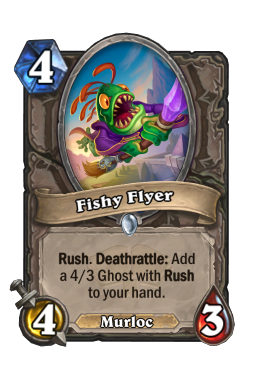 4
Fishy Flyer
Rush. Deathrattle: Add
a 4/3 Ghost with Rush
to your hand.
4
Murloc
3